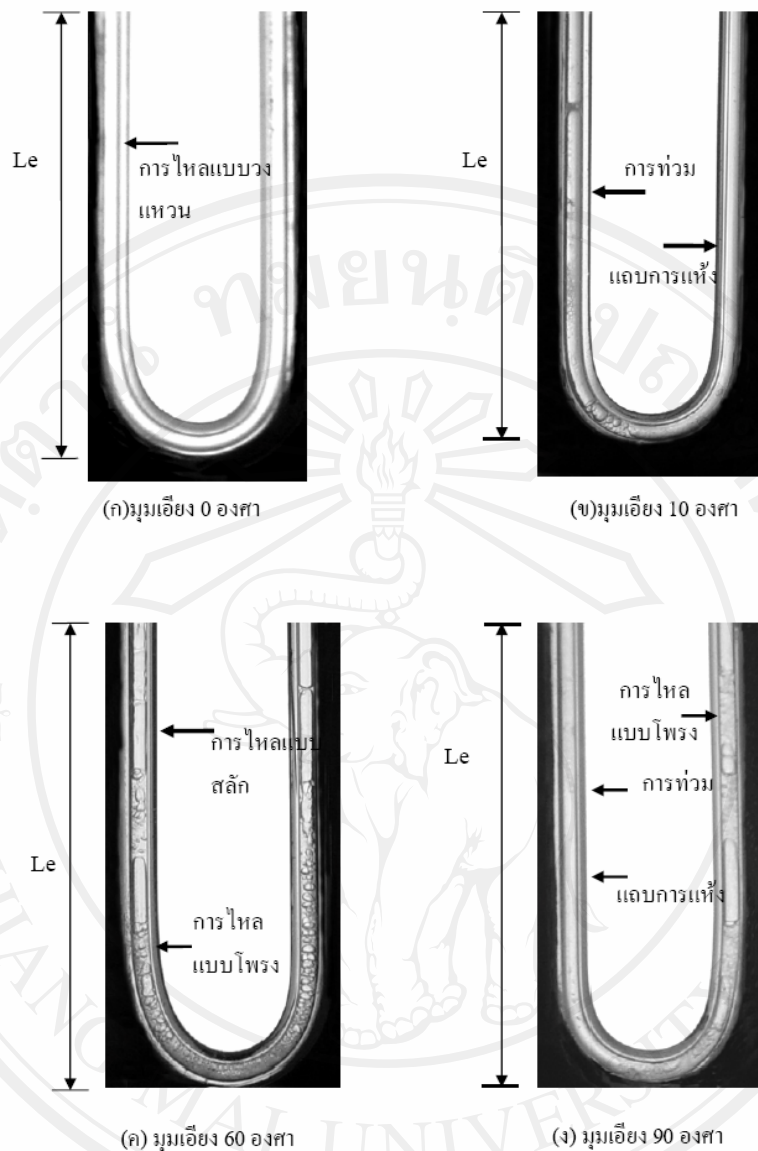 Le
การไหลแบบวง
แหวน
(ก)มุมเอียง 0 องศา
Le
การท่วม
แถบการแห้ง
(ข)มุมเอียง 10 องศา
Le
การไหลแบบ
สลัก
การไหล
แบบโพรง
(ค) มุมเอียง 60 องศา
Le
การไหล
แบบโพรง
การท่วม
แถบการแห้ง
(ง) มุมเอียง 90 องศา
CHIANG MAI UNIVERSITY